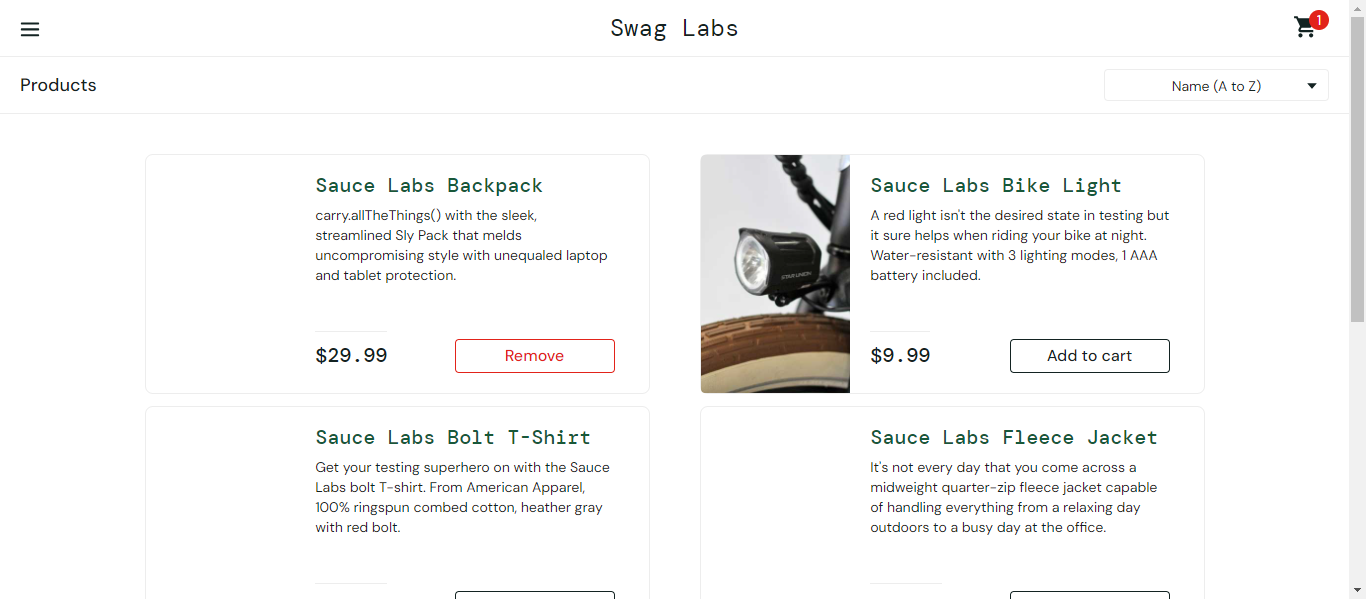 Swag Labs
1
Products
Name (A to Z)
Sauce Labs Backpack
carry.allTheThings() with the sleek,
streamlined Sly Pack that melds
uncompromising style with unequaled laptop
and tablet protection.
$29.99
Remove
Sauce Labs Bike Light
A red light isn't the desired state in testing but
it sure helps when riding your bike at night.
Water-resistant with 3 lighting modes, 1 AAA
battery included.
$9.99
Add to cart
STAR UNION
Sauce Labs Bolt T-Shirt
Get your testing superhero on with the Sauce
Labs bolt T-shirt. From American Apparel,
100% ringspun combed cotton, heather gray
with red bolt.
Sauce Labs Fleece Jacket
It's not every day that you come across a
midweight quarter-zip fleece jacket capable
of handling everything from a relaxing day
outdoors to a busy day at the office.